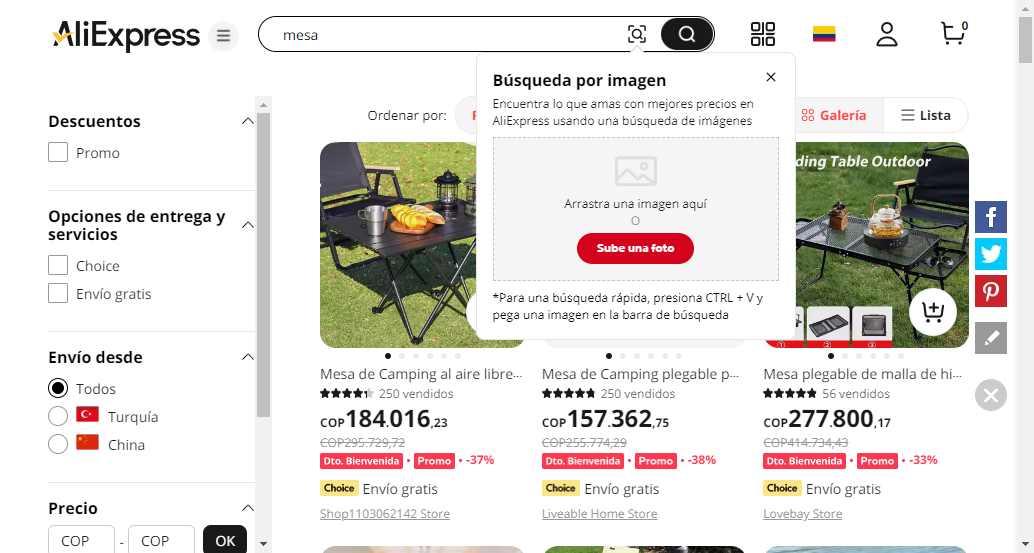 AliExpress
mesa
0
Búsqueda por imagen
Encuentra lo que amas con mejores precios en
AliExpress usando una búsqueda de imágenes
Arrastra una imagen aquí
O
Sube una foto
*Para una búsqueda rápida, presiona CTRL + V y
pega una imagen en la barra de búsqueda
Descuentos
Promo
Opciones de entrega y
servicios
Choice
Envío gratis
Envío desde
Todos
Turquía
China
Precio
COP - COP OK
Ordenar por:
Galería
Lista
Table Outdoor
1 2 3
Mesa de Camping al aire libre...
250 vendidos
COP184.016,23
COP295.729,72
Dto. Bienvenida • Promo • -37%
Choice Envío gratis
Shop1103062142 Store
Mesa de Camping plegable p...
250 vendidos
COP157.362,75
COP255.774,29
Dto. Bienvenida • Promo • -38%
Choice Envío gratis
Liveable Home Store
Mesa plegable de malla de hi...
56 vendidos
COP277.800,17
COP414.734,43
Dto. Bienvenida • Promo • -33%
Choice Envío gratis
Lovebay Store